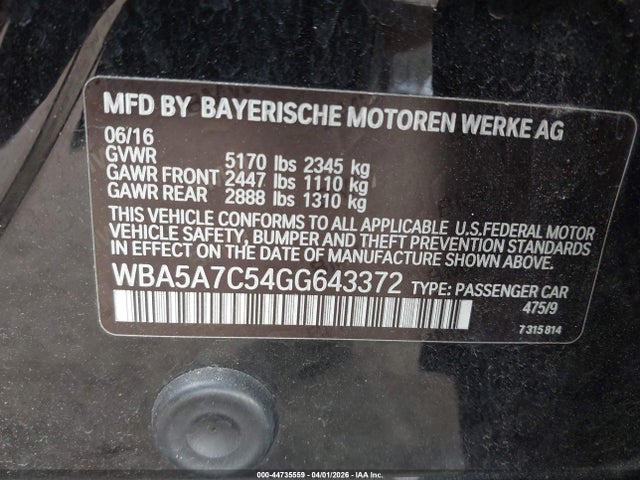 MFD BY BAYERISCHE MOTOREN WERKE AG
06/16
GVWR 5170 lbs 2345 kg
GAWR FRONT 2447 lbs 1110 kg
GAWR REAR 2888 lbs 1310 kg
THIS VEHICLE CONFORMS TO ALL APPLICABLE U.S.FEDERAL MOTOR
VEHICLE SAFETY, BUMPER AND THEFT PREVENTION STANDARDS
IN EFFECT ON THE DATE OF MANUFACTURE SHOWN ABOVE.
WBA5A7C54GG643372 TYPE: PASSENGER CAR
475/9
7 315 814
© 44735559 | 04/01/2026 | IAA Inc.